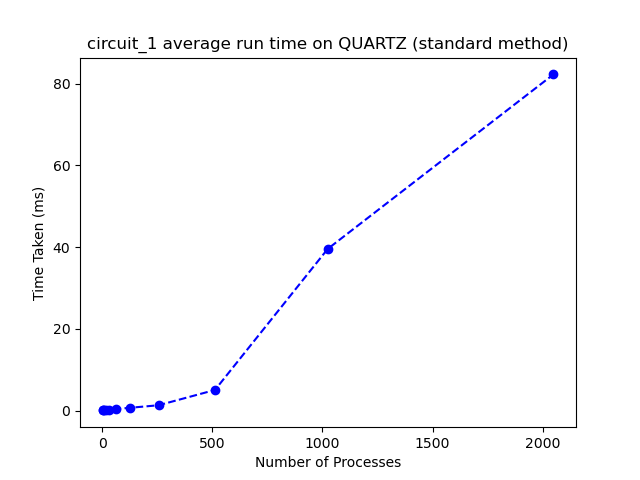 circuit_1 average run time on QUARTZ (standard method)
Time Taken (ms)
80
60
40
20
0
0 500 1000 1500 2000
Number of Processes